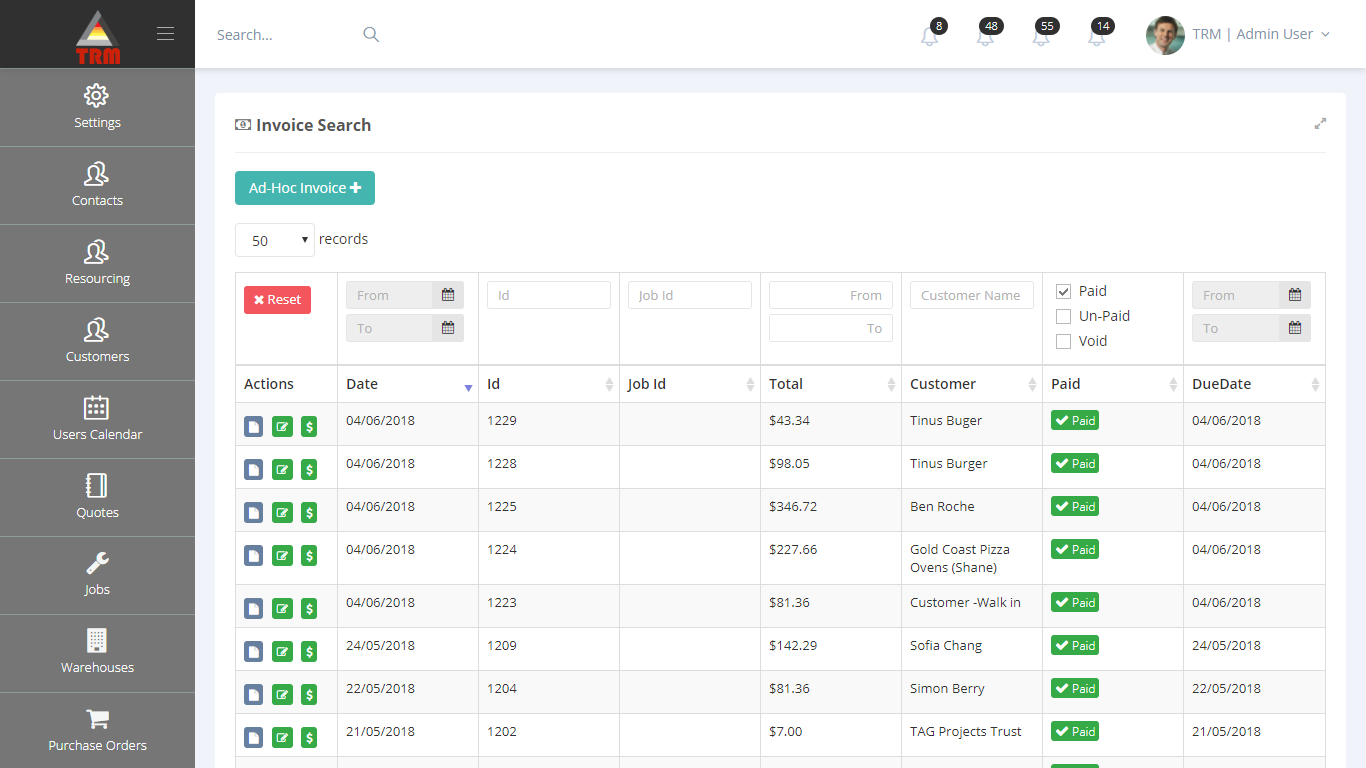 TRM
Search...
8
48
55
14
TRM | Admin User
Settings
Contacts
Resourcing
Customers
Users Calendar
Quotes
Jobs
Warehouses
Purchase Orders
Invoice Search
Ad-Hoc Invoice
50 records
Reset
From
To
Id
Job Id
From
To
Customer Name
Paid
Un-Paid
Void
From
To
Actions Date Id Job Id Total Customer Paid DueDate
$ 04/06/2018 1229 $43.34 Tinus Buger Paid 04/06/2018
$ 04/06/2018 1228 $98.05 Tinus Burger Paid 04/06/2018
$ 04/06/2018 1225 $346.72 Ben Roche Paid 04/06/2018
$ 04/06/2018 1224 $227.66 Gold Coast Pizza Paid 04/06/2018
Ovens (Shane)
$ 04/06/2018 1223 $81.36 Customer -Walk in Paid 04/06/2018
$ 24/05/2018 1209 $142.29 Sofia Chang Paid 24/05/2018
$ 22/05/2018 1204 $81.36 Simon Berry Paid 22/05/2018
$ 21/05/2018 1202 $7.00 TAG Projects Trust Paid 21/05/2018